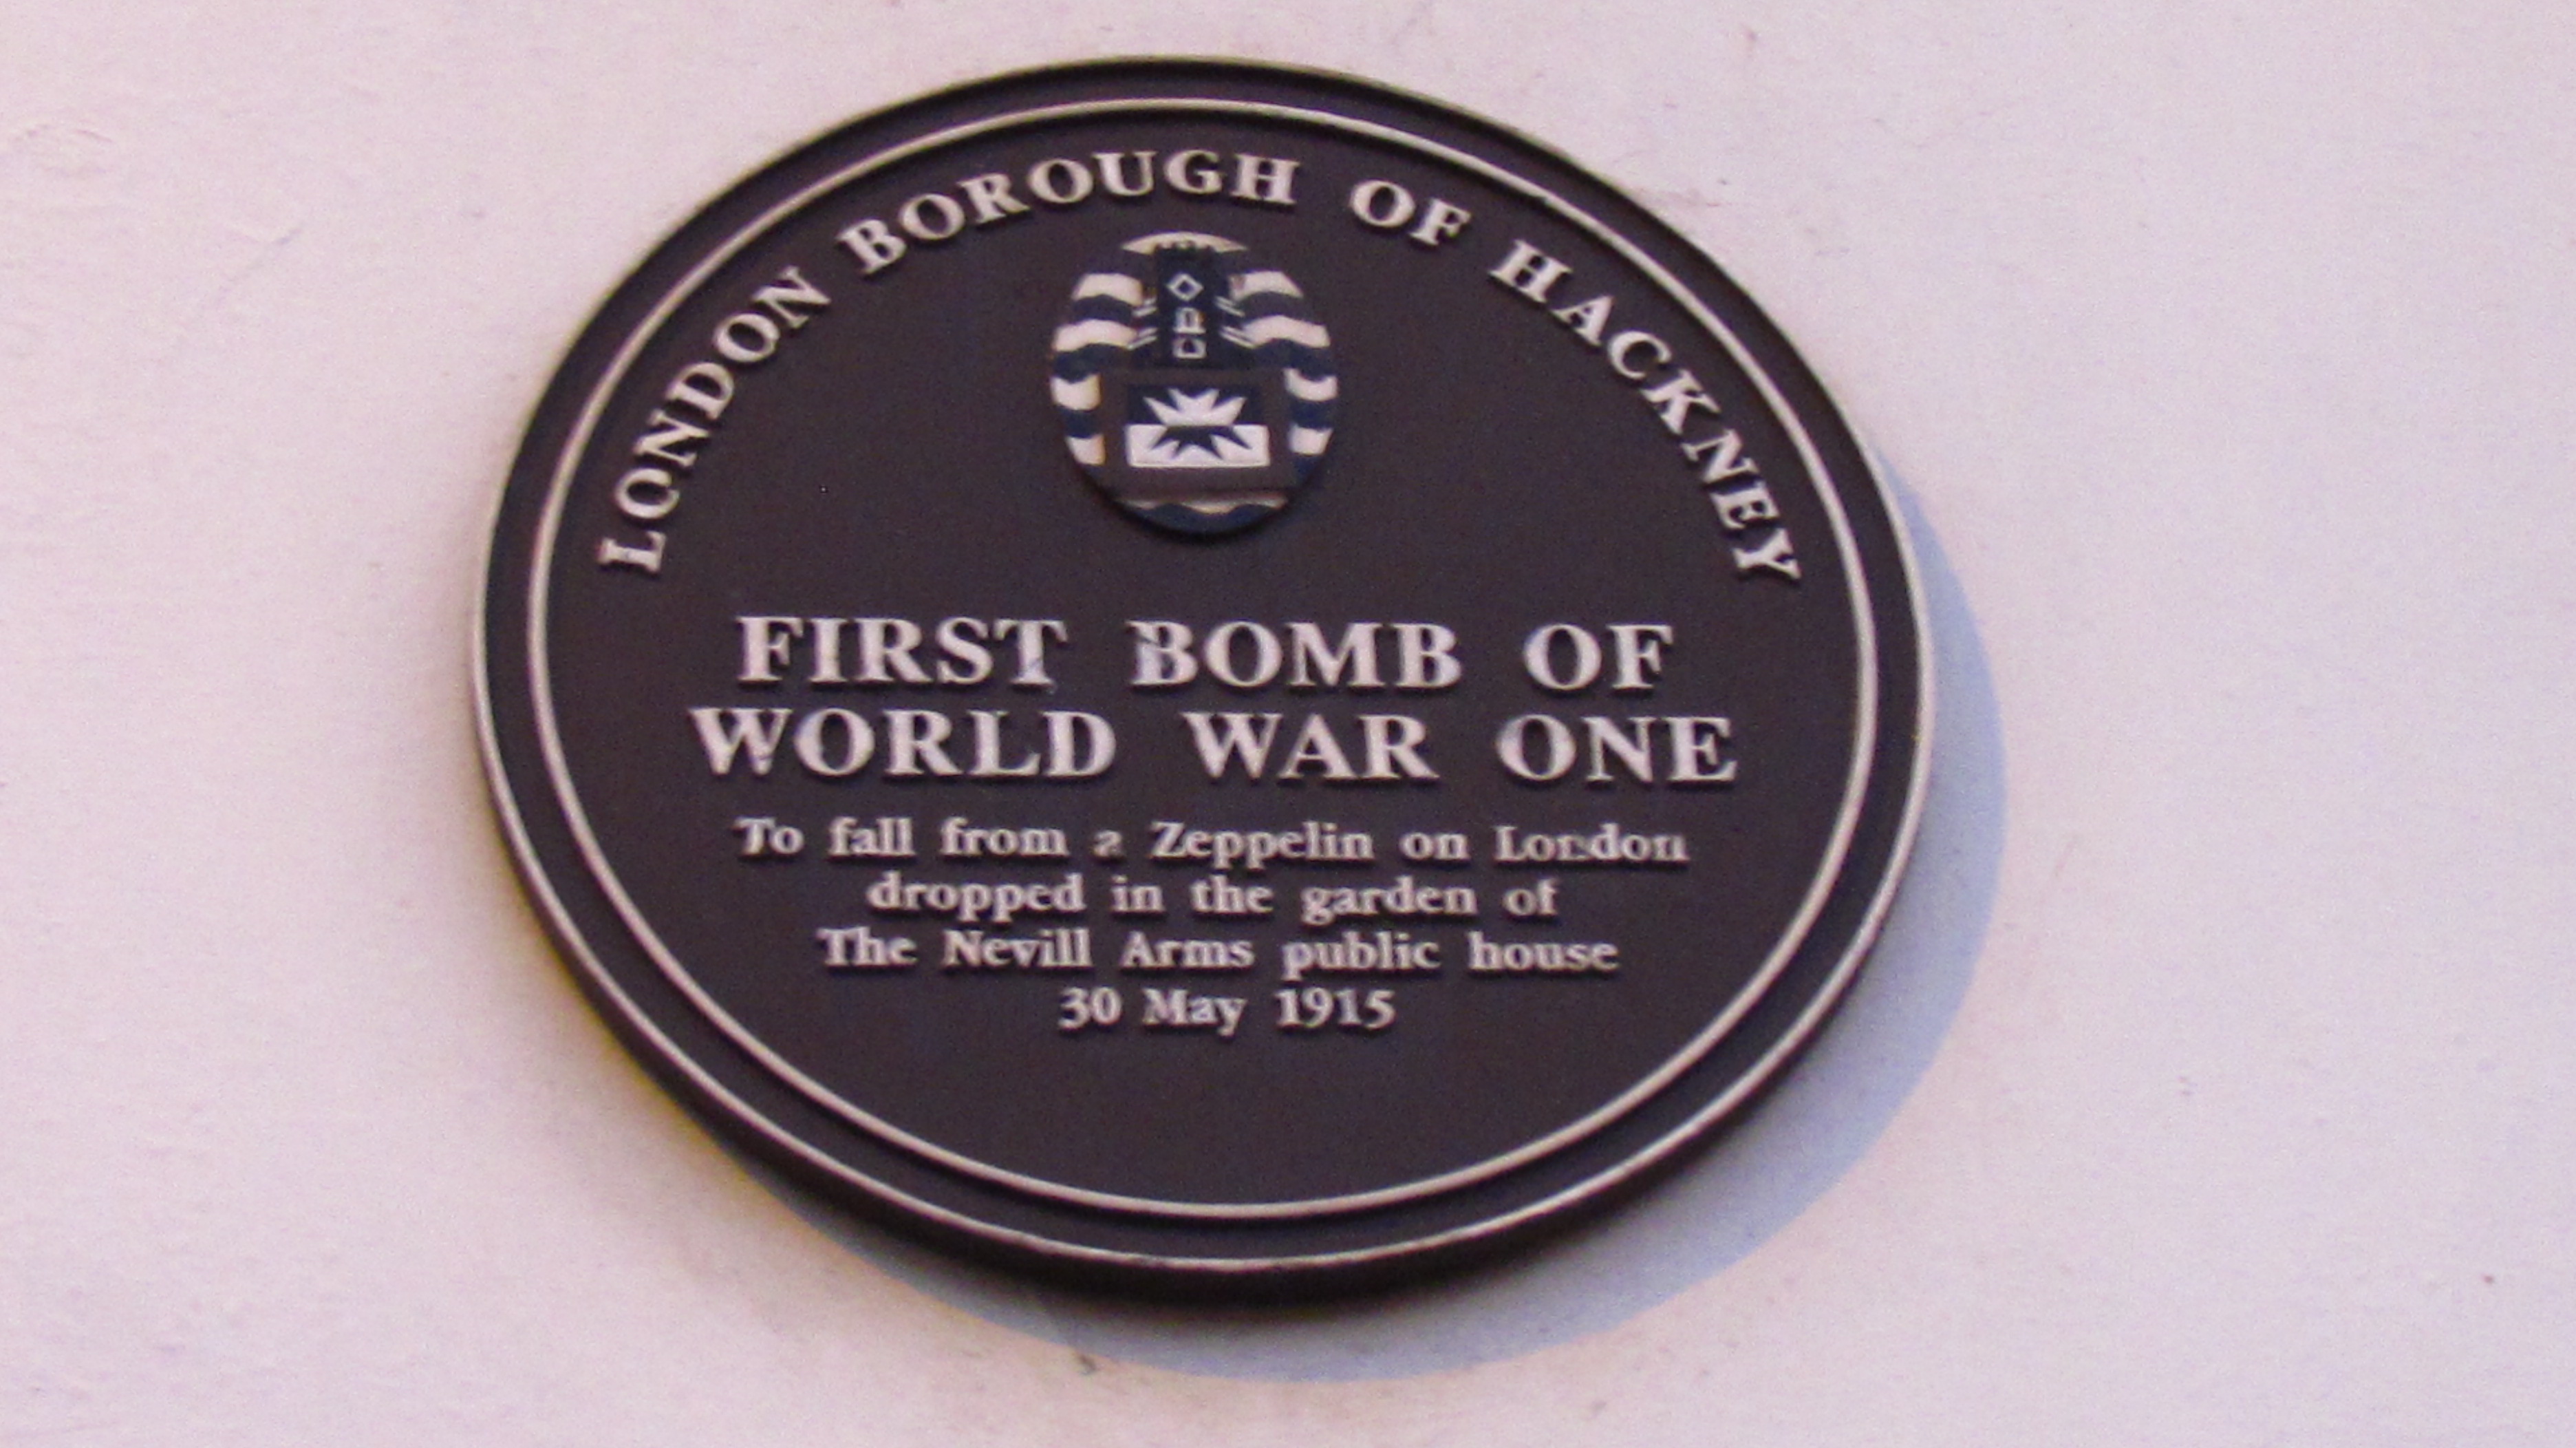 LONDON BOROUGH OF HACKNEY
FIRST BOMB OF
WORLD WAR ONE
To fall from a Zeppelin on London
dropped in the garden of
The Nevill Arms public house
30 May 1915